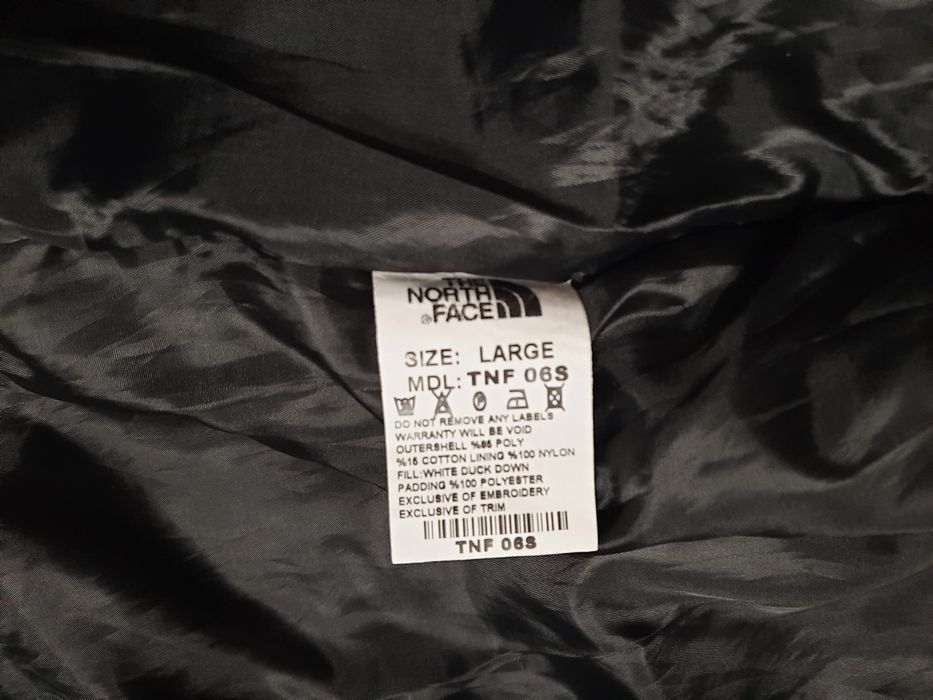 THE
NORTH
®FACE
SIZE: LARGE
MDL: TNF 06S
DO NOT REMOVE ANY LABELS
WARRANTY WILL BE VOID
OUTERSHELL %85 POLY
%15 COTTON LINING %100 NYLON
FILL:WHITE DUCK DOWN
PADDING %100 POLYESTER
EXCLUSIVE OF EMBROIDERY
EXCLUSIVE OF TRIM
TNF 06S